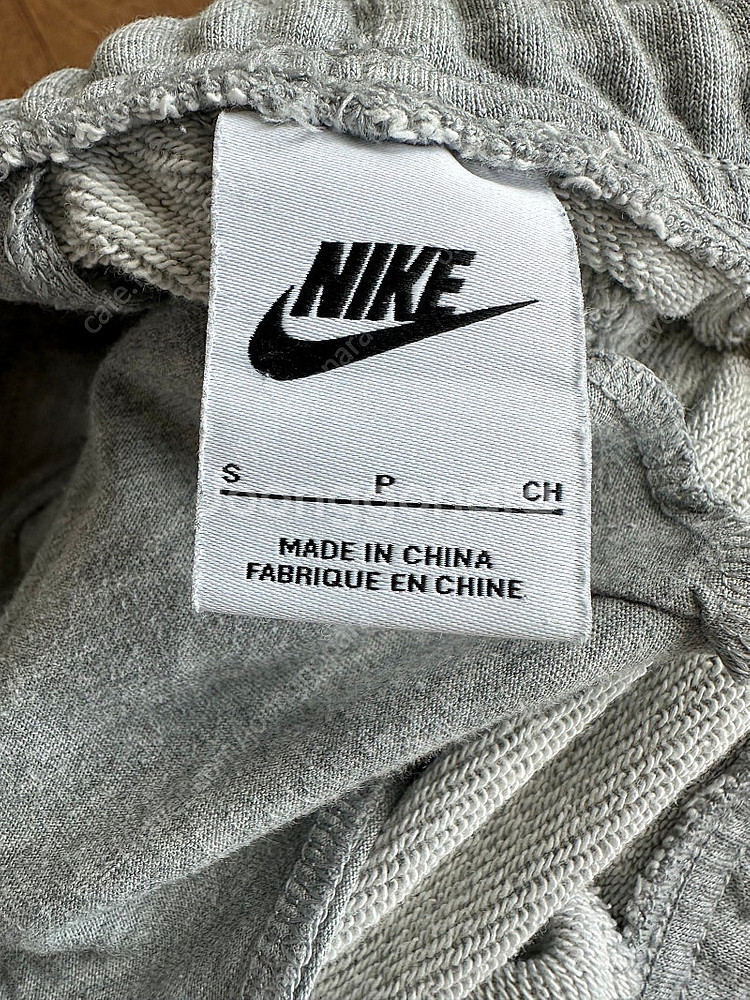 NIKE
S P CH
MADE IN CHINA
FABRIQUE EN CHINE